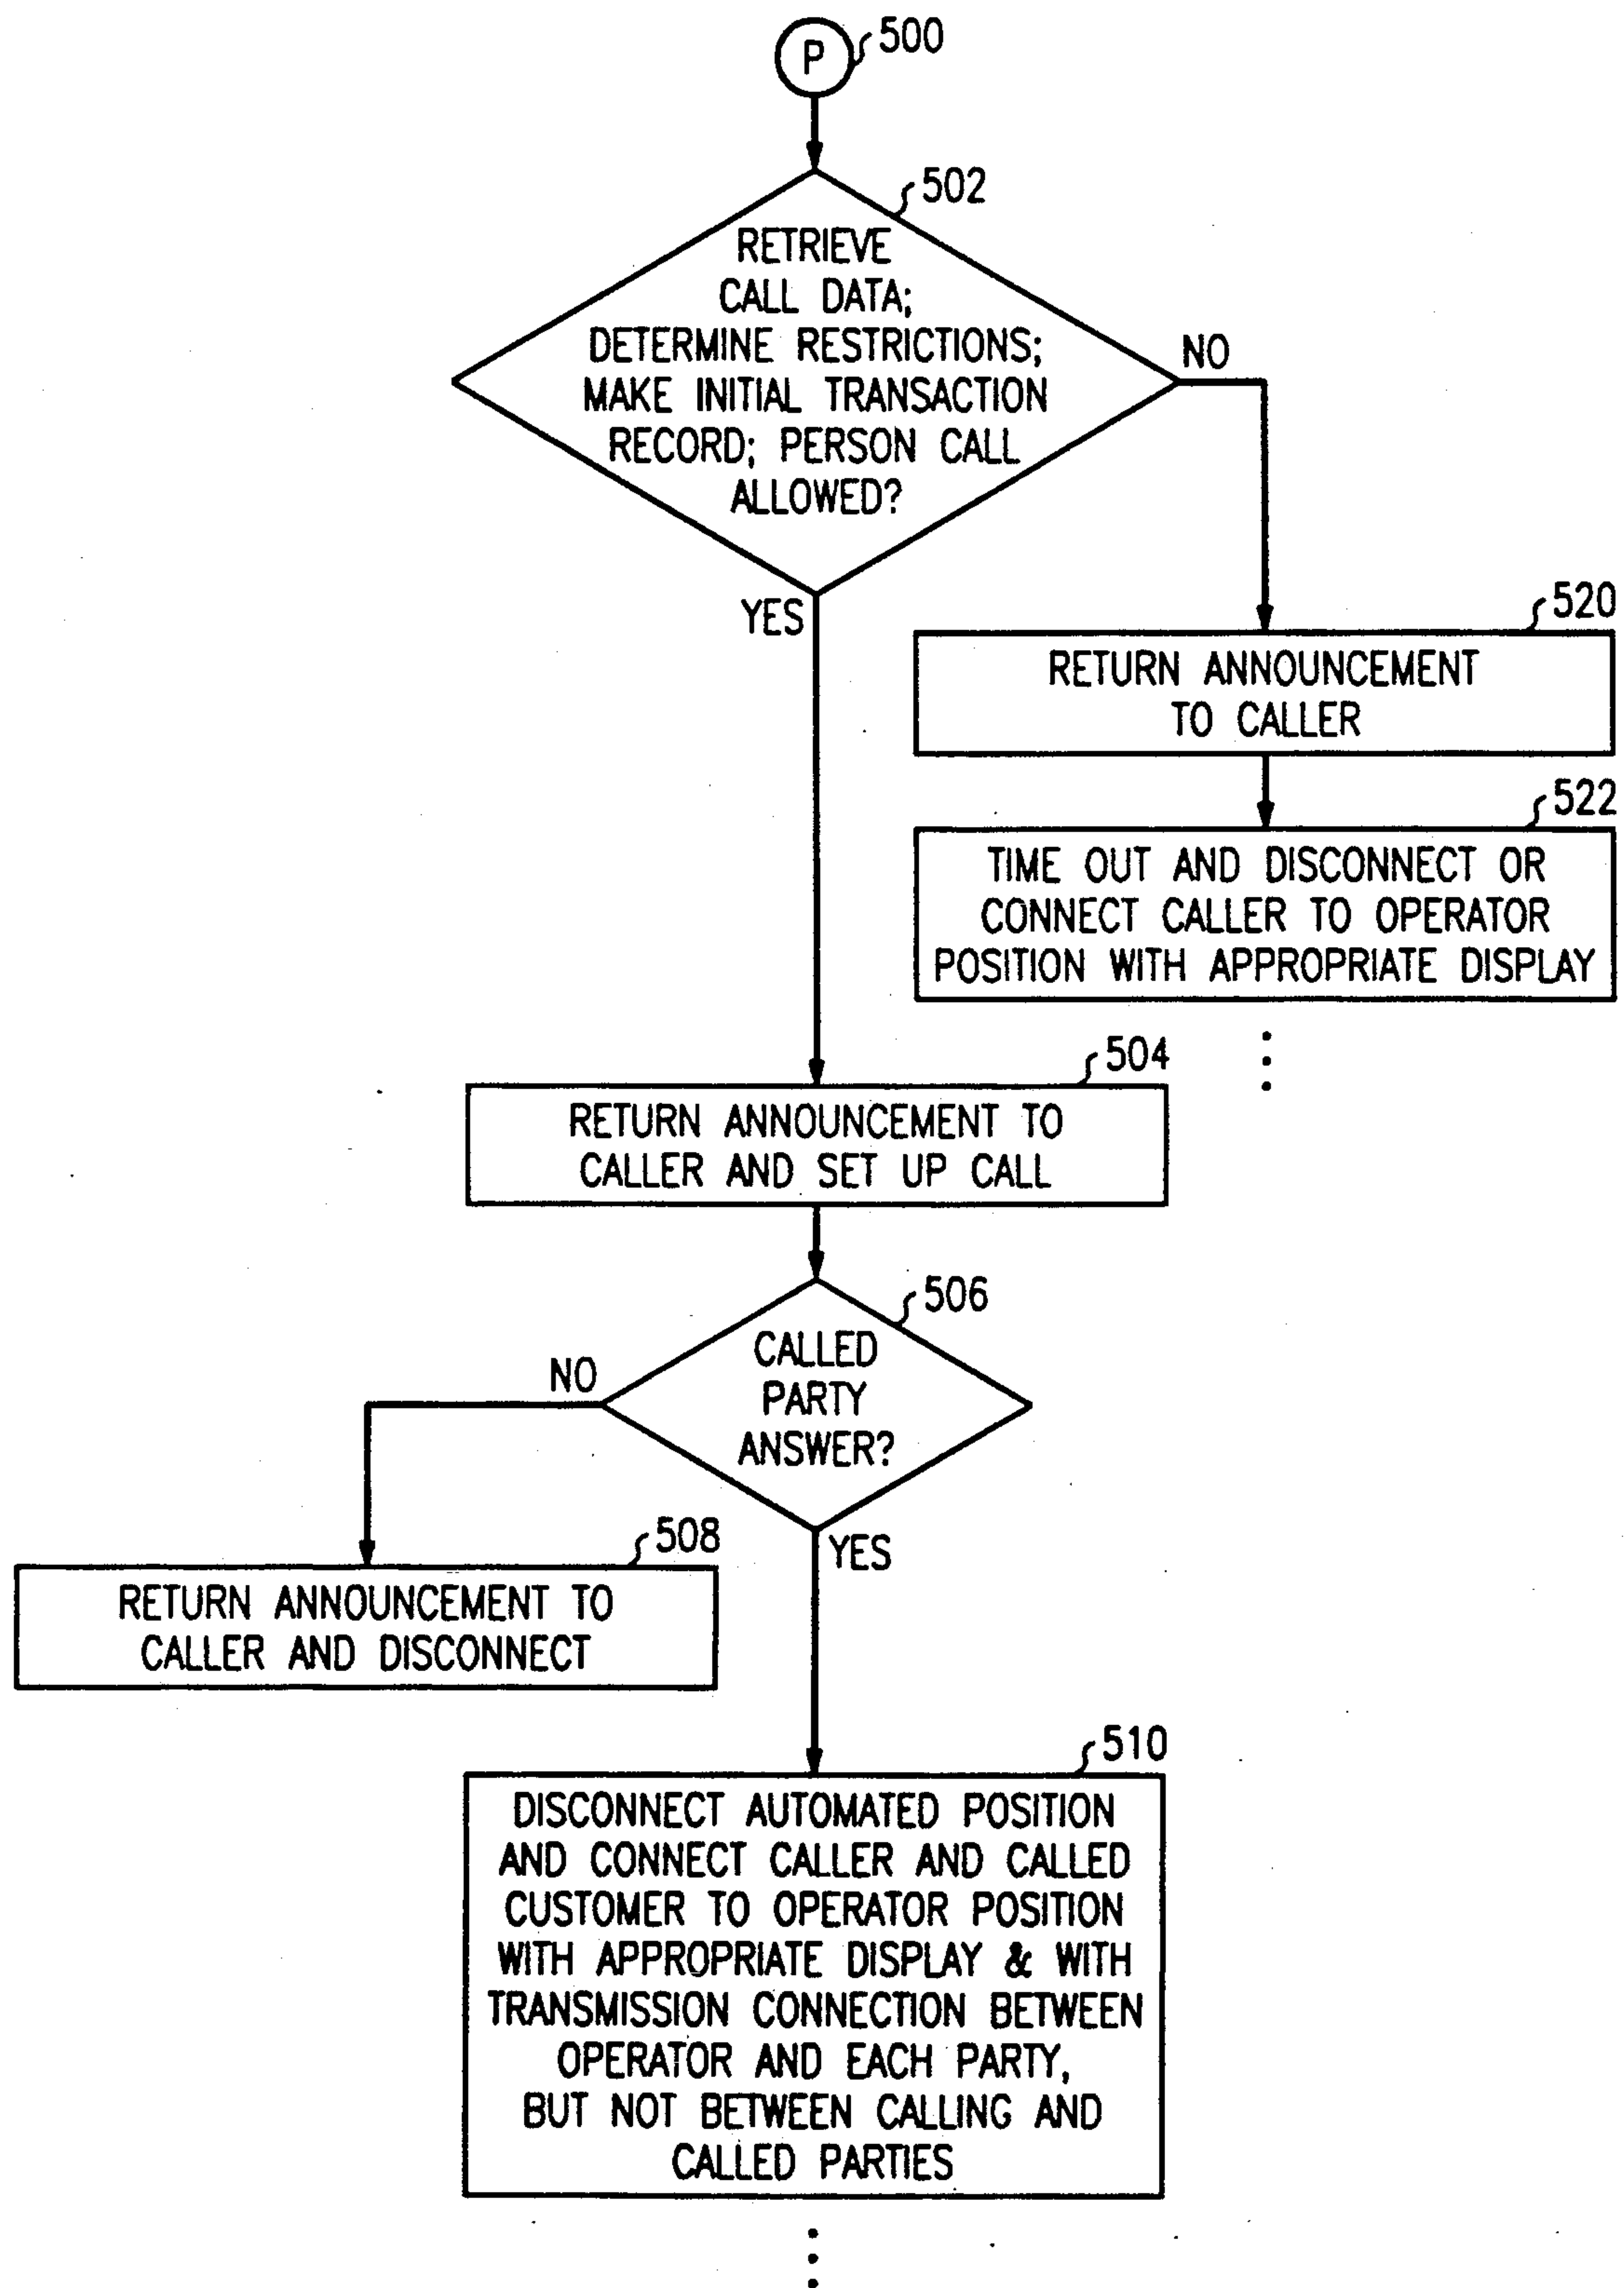 P
500
502
RETRIEVE
CALL DATA;
DETERMINE RESTRICTIONS;
MAKE INITIAL TRANSACTION
RECORD; PERSON CALL
ALLOWED?
NO
YES
520
RETURN ANNOUNCEMENT
TO CALLER
522
TIME OUT AND DISCONNECT OR
CONNECT CALLER TO OPERATOR
POSITION WITH APPROPRIATE DISPLAY
504
RETURN ANNOUNCEMENT TO
CALLER AND SET UP CALL
506
CALLED
PARTY
ANSWER?
NO
YES
508
RETURN ANNOUNCEMENT TO
CALLER AND DISCONNECT
510
DISCONNECT AUTOMATED POSITION
AND CONNECT CALLER AND CALLED
CUSTOMER TO OPERATOR POSITION
WITH APPROPRIATE DISPLAY & WITH
TRANSMISSION CONNECTION BETWEEN
OPERATOR AND EACH PARTY,
BUT NOT BETWEEN CALLING AND
CALLED PARTIES